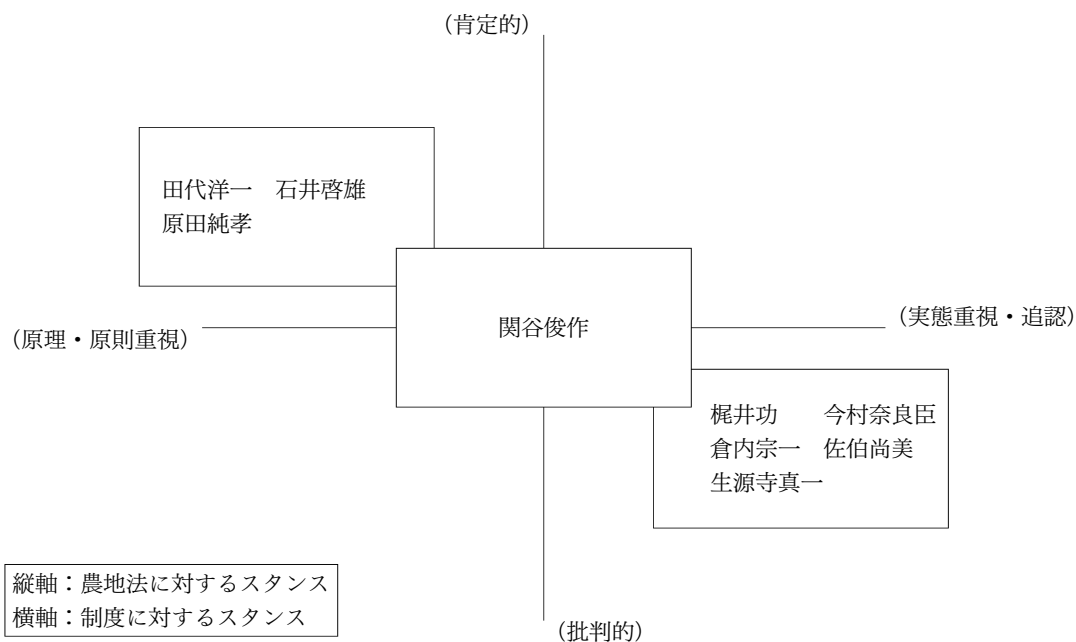 （肯定的）
田代洋一　石井啓雄
原田純孝
関谷俊作
（原理・原則重視）
（実態重視・追認）
梶井功　　今村奈良臣
倉内宗一　佐伯尚美
生源寺真一
縦軸：農地法に対するスタンス
横軸：制度に対するスタンス
（批判的）